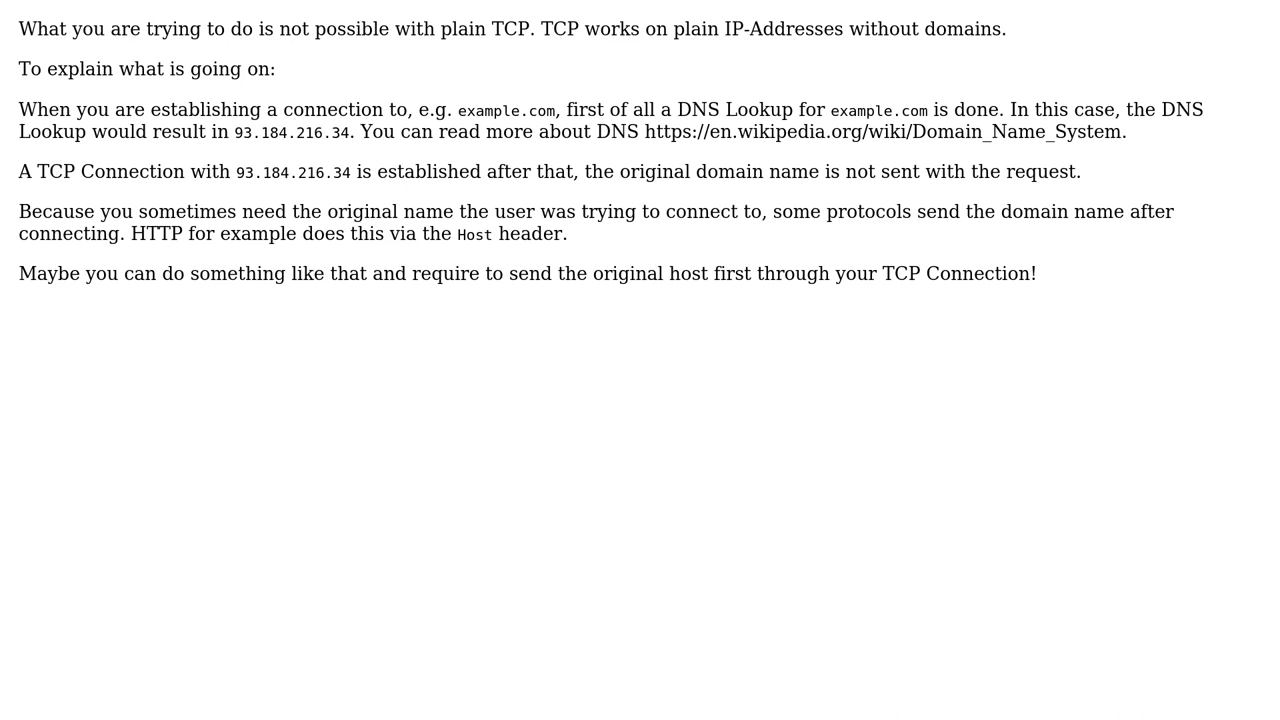 What you are trying to do is not possible with plain TCP. TCP works on plain IP-Addresses without domains.
To explain what is going on:
When you are establishing a connection to, e.g. example.com, first of all a DNS Lookup for example.com is done. In this case, the DNS
Lookup would result in 93.184.216.34. You can read more about DNS https://en.wikipedia.org/wiki/Domain_Name_System.
A TCP Connection with 93.184.216.34 is established after that, the original domain name is not sent with the request.
Because you sometimes need the original name the user was trying to connect to, some protocols send the domain name after
connecting. HTTP for example does this via the Host header.
Maybe you can do something like that and require to send the original host first through your TCP Connection!